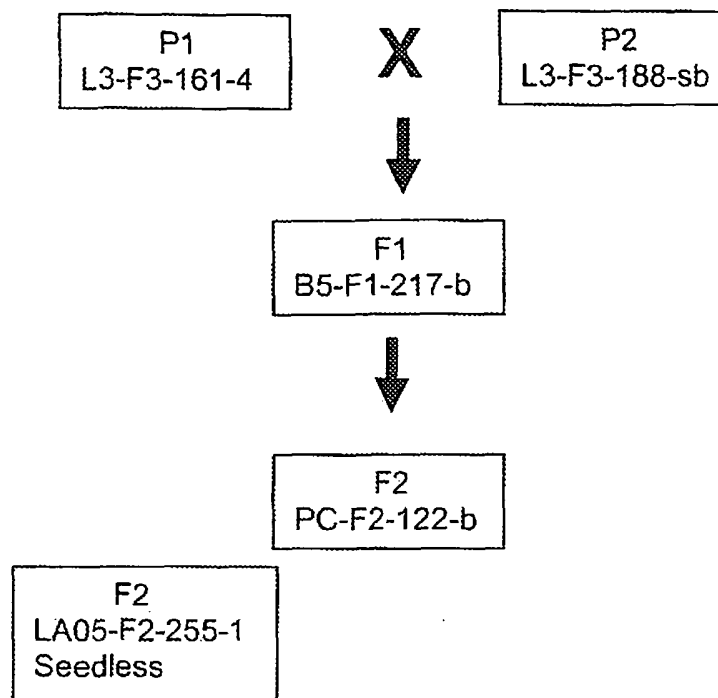 P1
L3-F3-161-4
X
P2
L3-F3-188-sb
F1
B5-F1-217-b
F2
PC-F2-122-b
F2
LA05-F2-255-1
Seedless